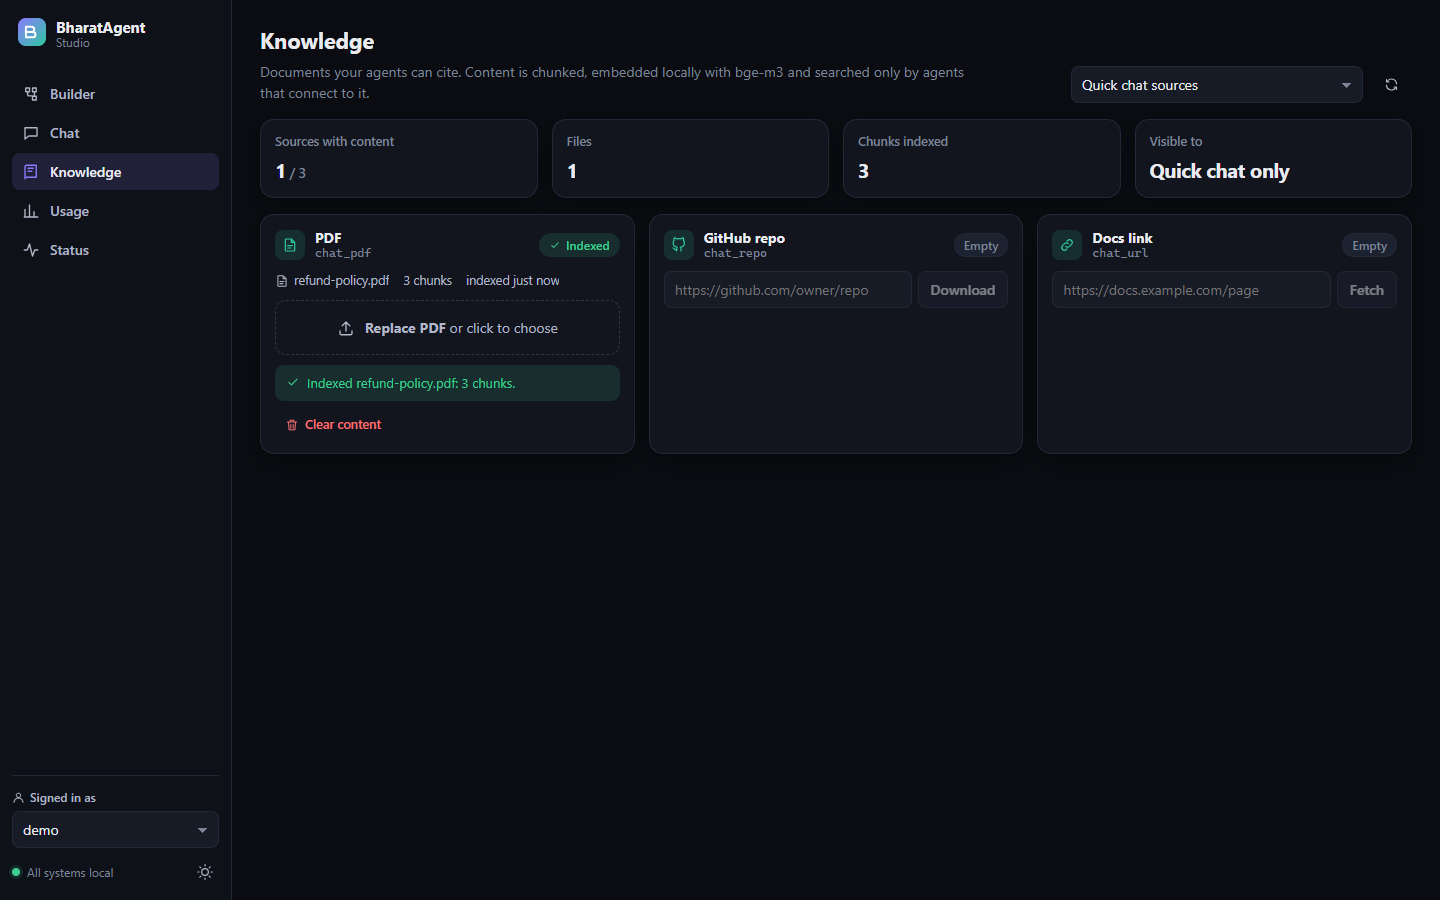 BharatAgent
Studio
Builder
Chat
Knowledge
Usage
Status
Signed in as
demo
All systems local
Knowledge
Documents your agents can cite. Content is chunked, embedded locally with bge-m3 and searched only by agents
that connect to it.
Quick chat sources
Sources with content
1 / 3
Files
1
Chunks indexed
3
Visible to
Quick chat only
PDF
chat_pdf
Indexed
refund-policy.pdf 3 chunks indexed just now
Replace PDF or click to choose
Indexed refund-policy.pdf: 3 chunks.
Clear content
GitHub repo
chat_repo
Empty
https://github.com/owner/repo
Download
Docs link
chat_url
Empty
https://docs.example.com/page
Fetch